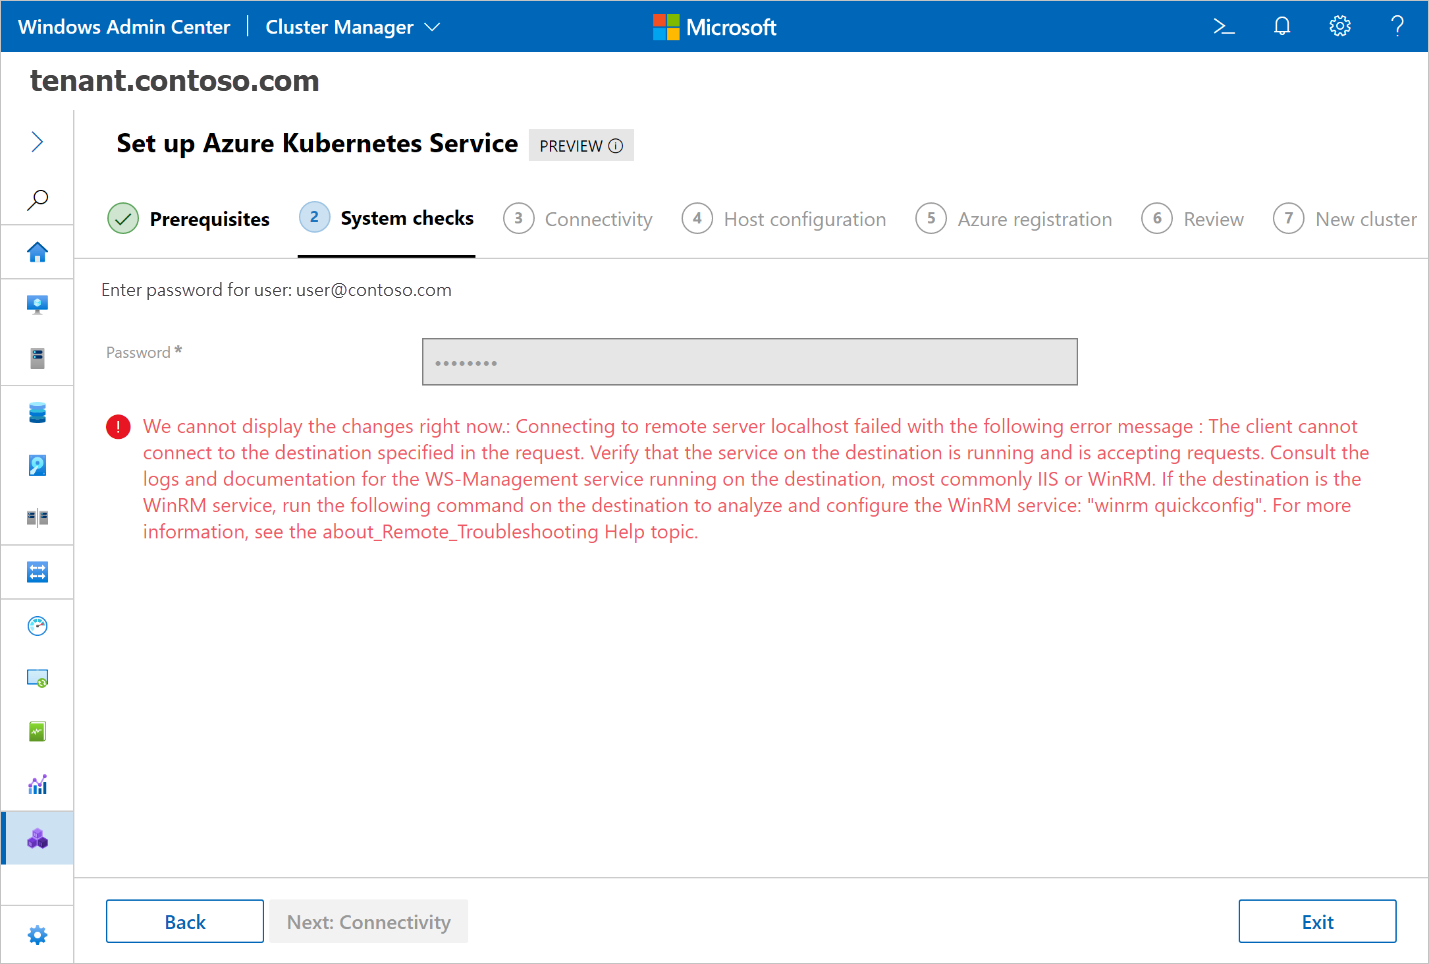 Windows Admin Center | Cluster Manager
Microsoft
tenant.contoso.com
Set up Azure Kubernetes Service
PREVIEW
Prerequisites
2 System checks
3 Connectivity
4 Host configuration
5 Azure registration
6 Review
7 New cluster
Enter password for user: user@contoso.com
Password *
We cannot display the changes right now.: Connecting to remote server localhost failed with the following error message : The client cannot
connect to the destination specified in the request. Verify that the service on the destination is running and is accepting requests. Consult the
logs and documentation for the WS-Management service running on the destination, most commonly IIS or WinRM. If the destination is the
WinRM service, run the following command on the destination to analyze and configure the WinRM service: "winrm quickconfig". For more
information, see the about_Remote_Troubleshooting Help topic.
Back
Next: Connectivity
Exit